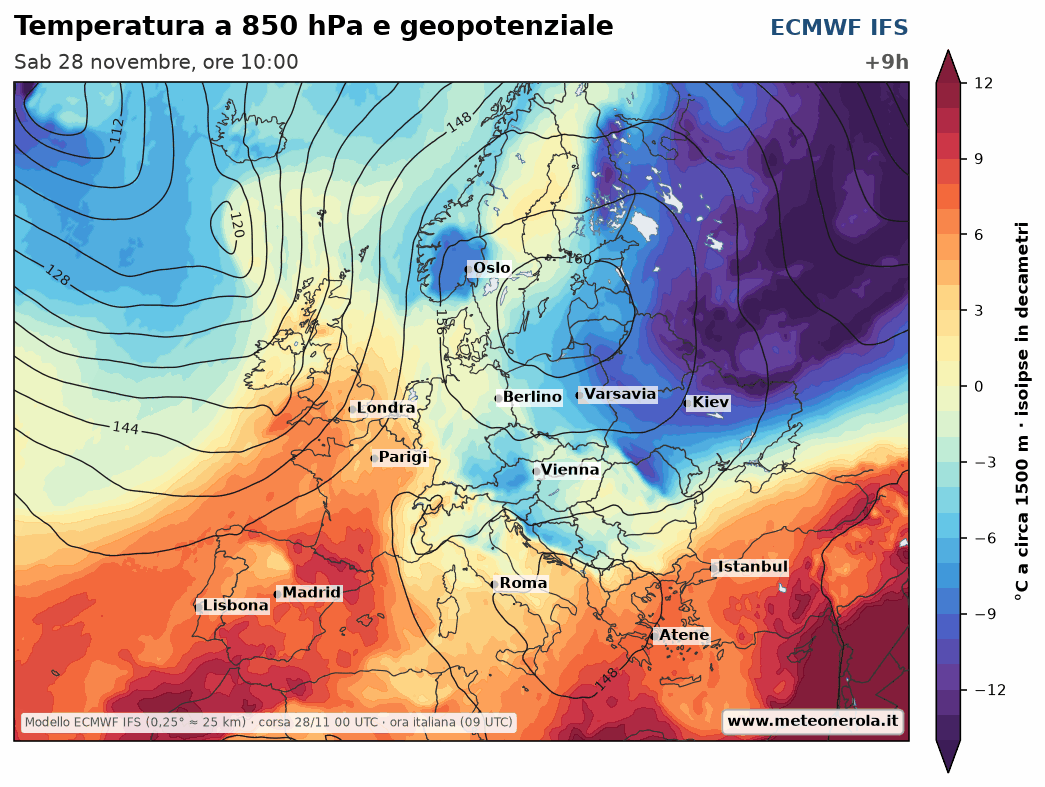 Temperatura a 850 hPa e geopotenziale
ECMWF IFS
Sab 28 novembre, ore 10:00
+9h
112
148
120
128
160
156
144
148
Oslo
Berlino
Varsavia
Kiev
Londra
Parigi
Vienna
Roma
Istanbul
Madrid
Lisbona
Atene
12
9
6
3
0
−3
−6
−9
−12
°C a circa 1500 m · isoipse in decametri
Modello ECMWF IFS (0,25° ≈ 25 km) · corsa 28/11 00 UTC · ora italiana (09 UTC)
www.meteonerola.it